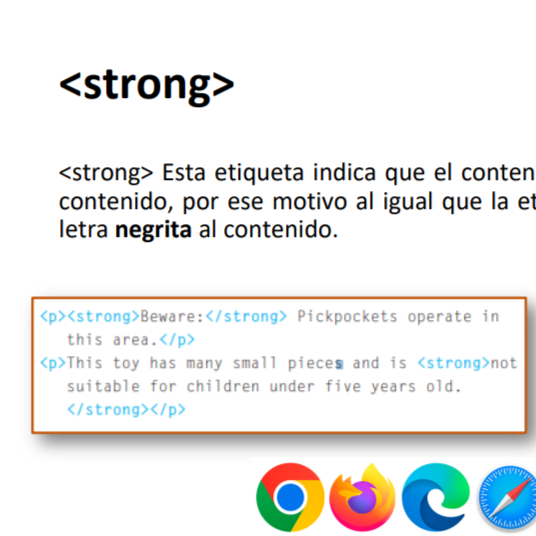 <strong>
<strong> Esta etiqueta indica que el conten
contenido, por ese motivo al igual que la et
letra negrita al contenido.
<p><strong>Beware:</strong> Pickpockets operate in
this area.</p>
<p>This toy has many small pieces and is <strong>not
suitable for children under five years old.
</strong></p>